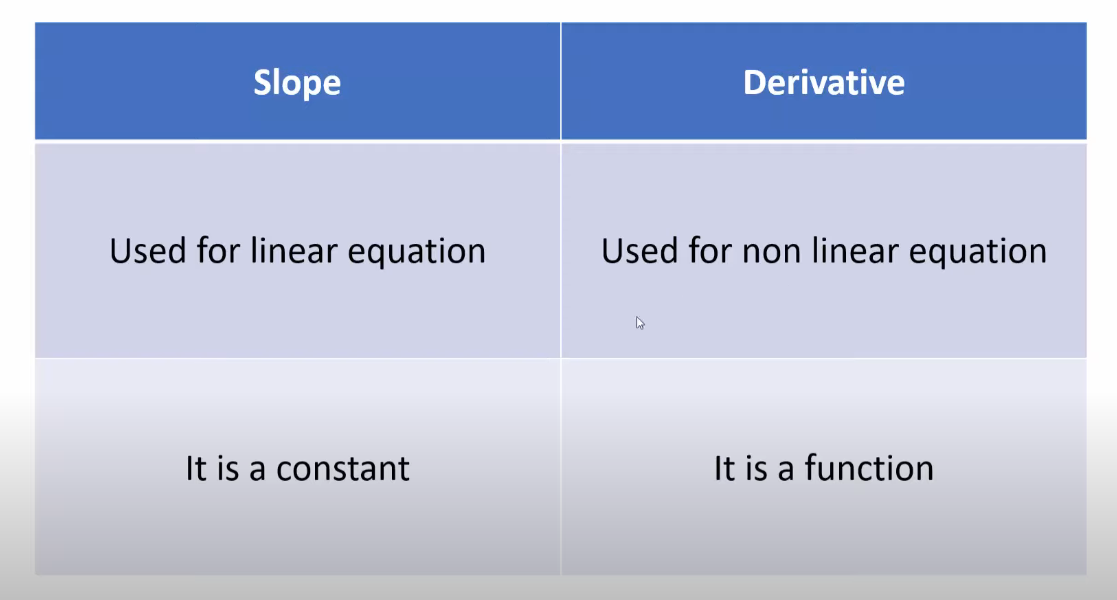 Slope
Derivative
Used for linear equation
Used for non linear equation
It is a constant
It is a function